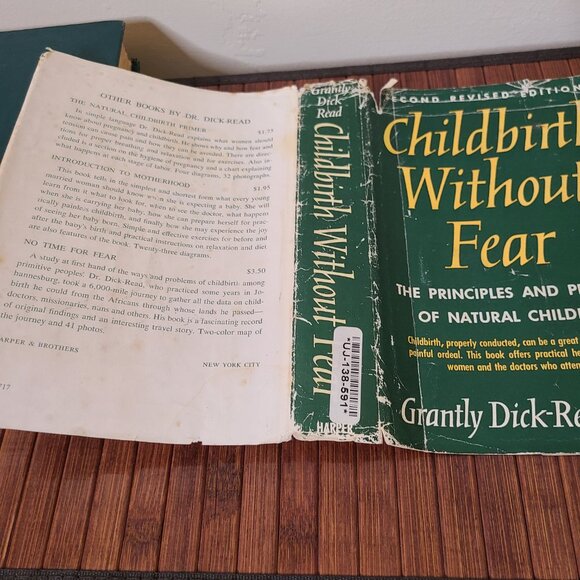 OTHER BOOKS BY DR. DICK-READ
THE NATURAL CHILDBIRTH PRIMER $1.75
In simple language Dr. Dick-Read explains what women should
know about pregnancy and childbirth. He shows why and how fear and
tension can cause pain and how they can be avoided. There are direc-
tions for proper breathing and relaxation and for exercises. Also in-
cluded is a section on the hygiene of pregnancy and a chart explaining
what happens at each stage of labor. Four diagrams, 32 photographs
INTRODUCTION TO MOTHERHOOD $1.95
This book tells in the simplest and shortest form what every young
married woman should know when she is expecting a baby. She will
learn from it what to look for, when to see the doctor, what happens
when she is carrying her baby, how she can prepare herself for prac-
tically painless childbirth, and finally how she may experience the joy
of seeing her baby born. Simple and effective exercises for before and
after the baby's birth and practical instructions on relaxation and diet
are also features of the book. Twenty-three diagrams.
NO TIME FOR FEAR $3.50
A study at first hand of the ways and problems of childbirth among
primitive peoples. Dr. Dick-Read, who practised some years in Jo-
hannesburg, took a 6,000-mile journey to gather all the data on child-
birth he could from the Africans through whose lands he passed—
doctors, missionaries, nuns and others. His book is a fascinating record
of original findings and an interesting travel story. Two-color map of
the journey and 41 photos.
HARPER & BROTHERS NEW YORK CITY
717
Grantly
Dick-
Read
Childbirth Without Fear
*UJ-138-591*
HARPER
SECOND REVISED EDITION
Childbirth
Without
Fear
THE PRINCIPLES AND
OF NATURAL
Childbirth, properly conducted, can be a great
painful ordeal. This book offers practical
women and the doctors who
Grantly Dick-Read